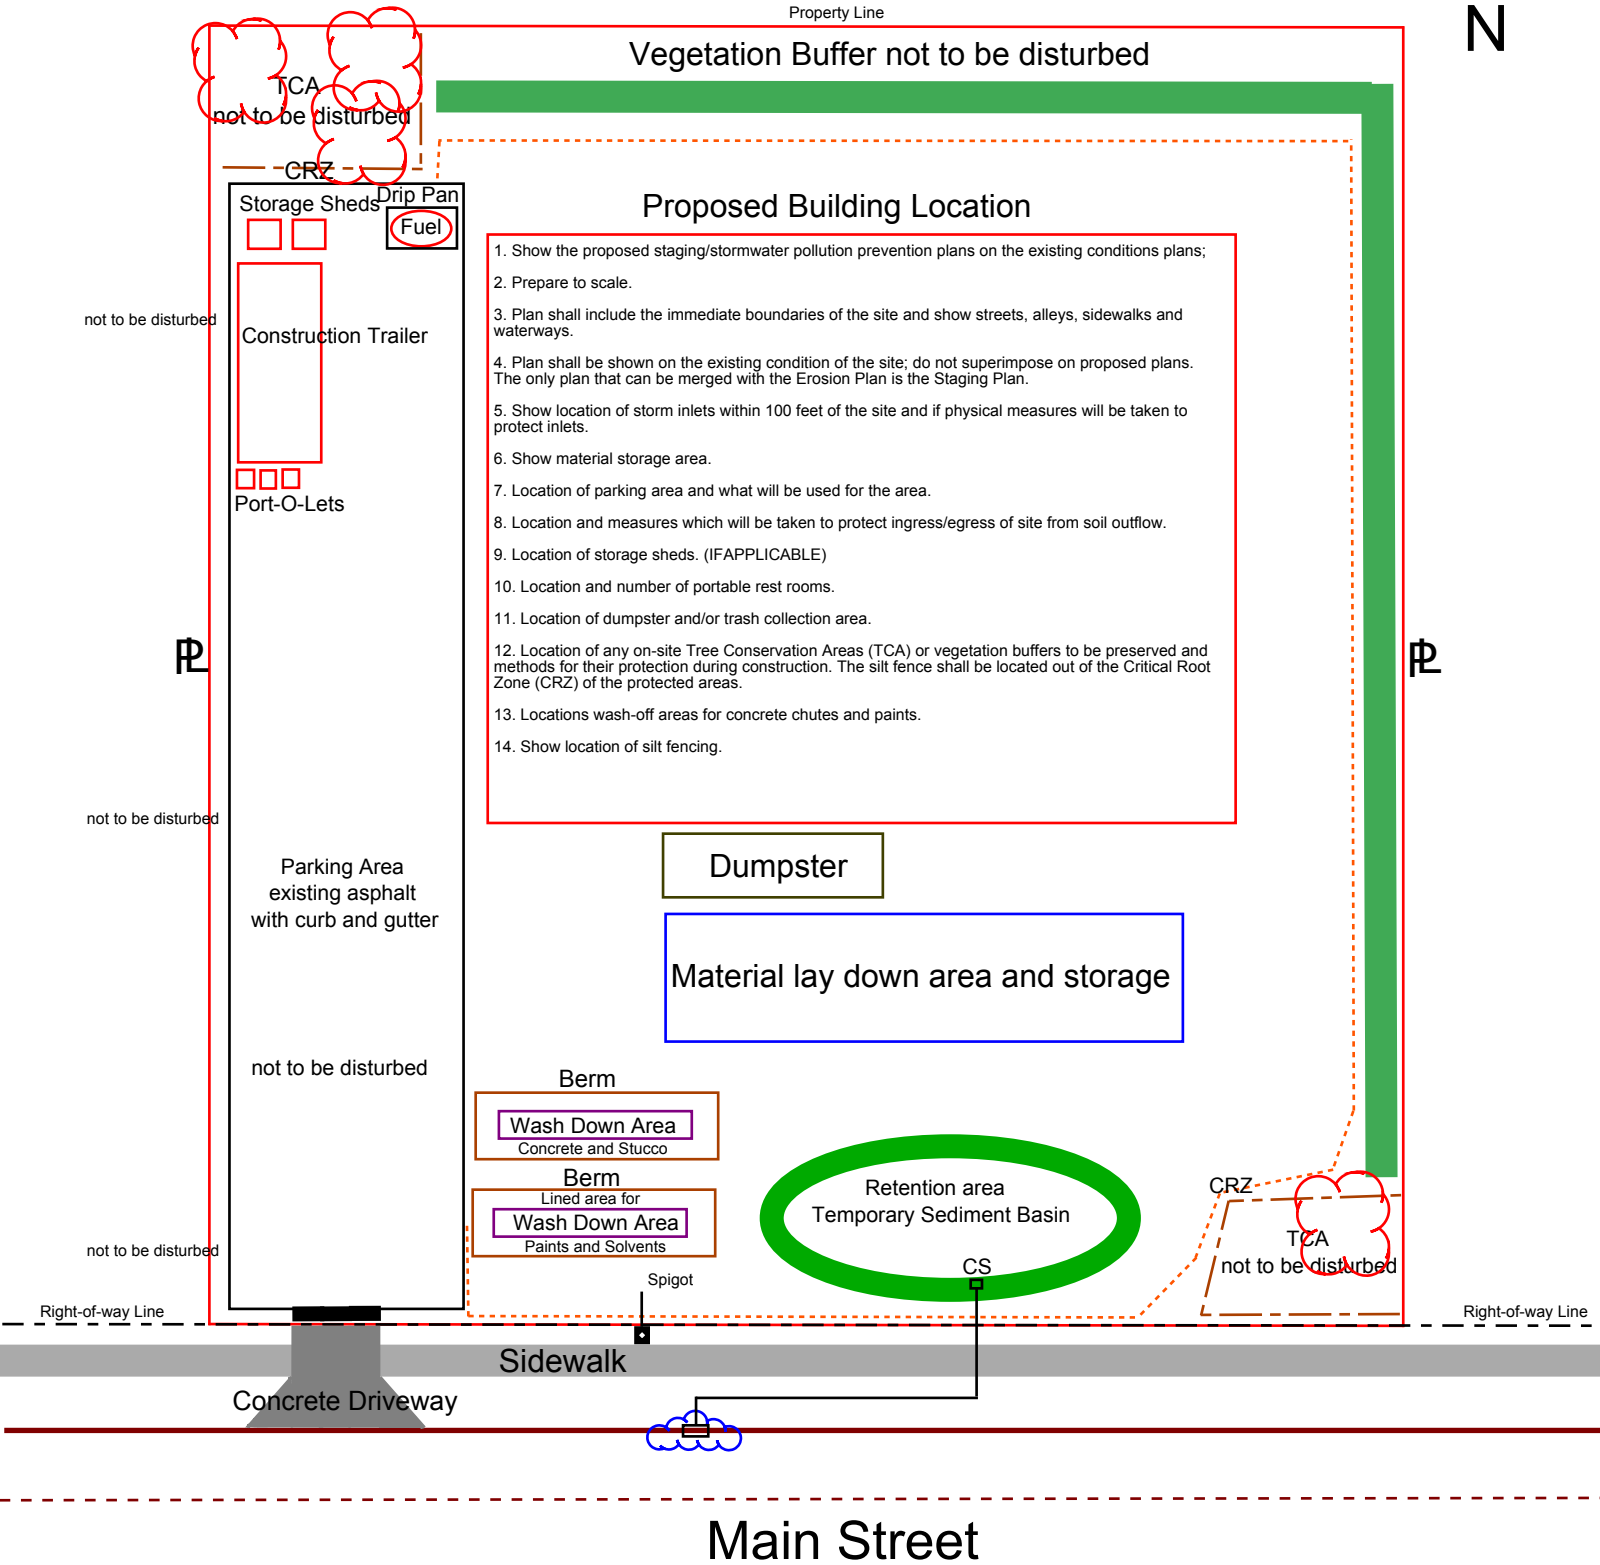 Property Line
N
Vegetation Buffer not to be disturbed
TCA
not to be disturbed
CRZ
Storage Sheds
Drip Pan
Fuel
Proposed Building Location
1. Show the proposed staging/stormwater pollution prevention plans on the existing conditions plans;
2. Prepare to scale.
3. Plan shall include the immediate boundaries of the site and show streets, alleys, sidewalks and
waterways.
4. Plan shall be shown on the existing condition of the site; do not superimpose on proposed plans.
The only plan that can be merged with the Erosion Plan is the Staging Plan.
5. Show location of storm inlets within 100 feet of the site and if physical measures will be taken to
protect inlets.
6. Show material storage area.
7. Location of parking area and what will be used for the area.
8. Location and measures which will be taken to protect ingress/egress of site from soil outflow.
9. Location of storage sheds. (IFAPPLICABLE)
10. Location and number of portable rest rooms.
11. Location of dumpster and/or trash collection area.
12. Location of any on-site Tree Conservation Areas (TCA) or vegetation buffers to be preserved and
methods for their protection during construction. The silt fence shall be located out of the Critical Root
Zone (CRZ) of the protected areas.
13. Locations wash-off areas for concrete chutes and paints.
14. Show location of silt fencing.
not to be disturbed
Construction Trailer
Port-O-Lets
PL
PL
not to be disturbed
Parking Area
existing asphalt
with curb and gutter
Dumpster
Material lay down area and storage
not to be disturbed
Berm
Wash Down Area
Concrete and Stucco
Berm
Lined area for
Wash Down Area
Paints and Solvents
Retention area
Temporary Sediment Basin
CS
CRZ
TCA
not to be disturbed
not to be disturbed
Spigot
Right-of-way Line
Right-of-way Line
Sidewalk
Concrete Driveway
Main Street